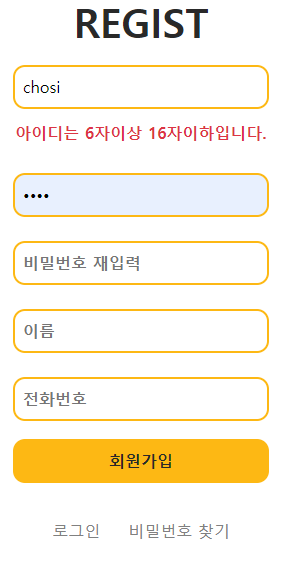 REGIST
chosi
아이디는 6자이상 16자이하입니다.
••••
비밀번호 재입력
이름
전화번호
회원가입
로그인 비밀번호 찾기